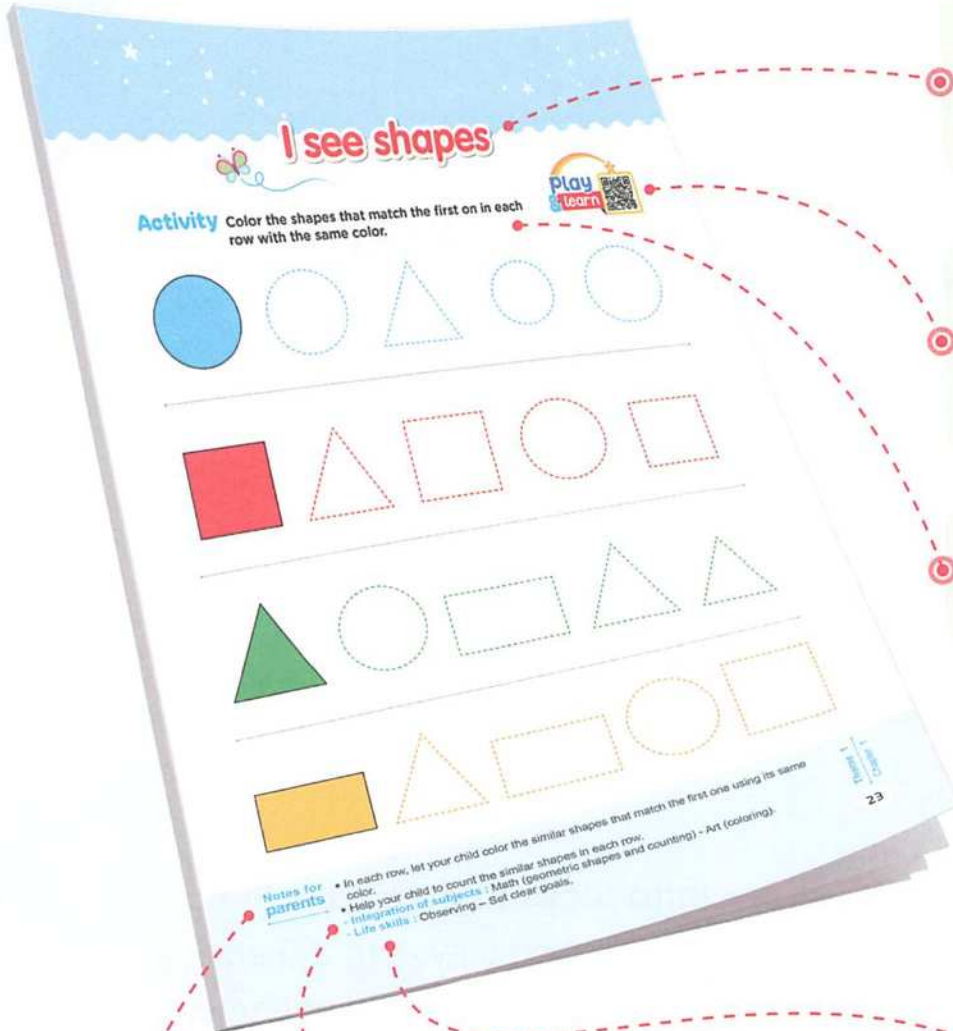 I see shapes
play
& learn
Activity Color the shapes that match the first on in each
row with the same color.
Notes for
parents
• In each row, let your child color the similar shapes that match the first one using its same
color.
• Help your child to count the similar shapes in each row.
- Integration of subjects : Math (geometric shapes and counting) - Art (coloring).
- Life skills : Observing – Set clear goals.
Theme 1
Chapter 1
23